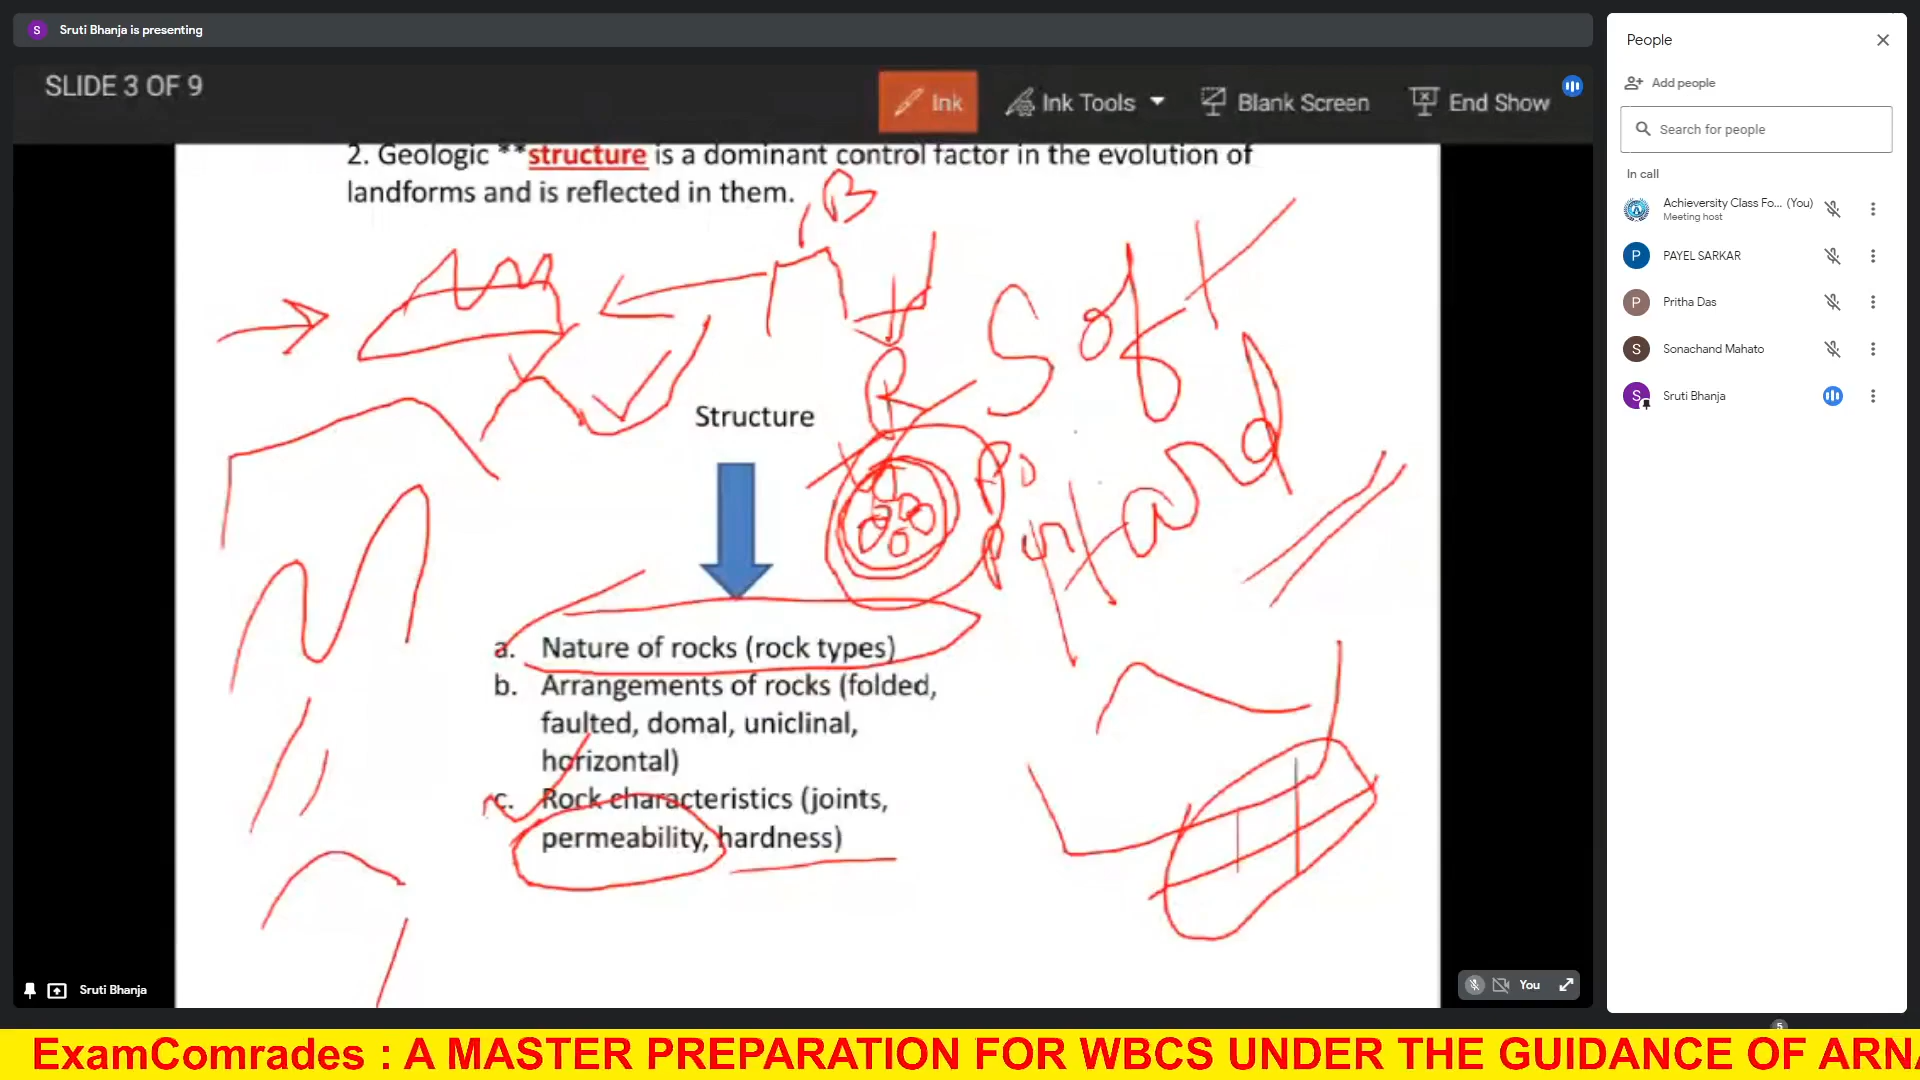 S
Sruti Bhanja is presenting
SLIDE 3 OF 9
Ink
Ink Tools
Blank Screen
End Show
2. Geologic **structure is a dominant control factor in the evolution of
landforms and is reflected in them.
B
Soft
R
Hard
Structure
a. Nature of rocks (rock types)
b. Arrangements of rocks (folded,
faulted, domal, uniclinal,
horizontal)
c. Rock characteristics (joints,
permeability, hardness)
Sruti Bhanja
You
People
Add people
Search for people
In call
Achieversity Class Fo... (You)
Meeting host
P PAYEL SARKAR
P Pritha Das
S Sonachand Mahato
S Sruti Bhanja
5
ExamComrades : A MASTER PREPARATION FOR WBCS UNDER THE GUIDANCE OF ARNA